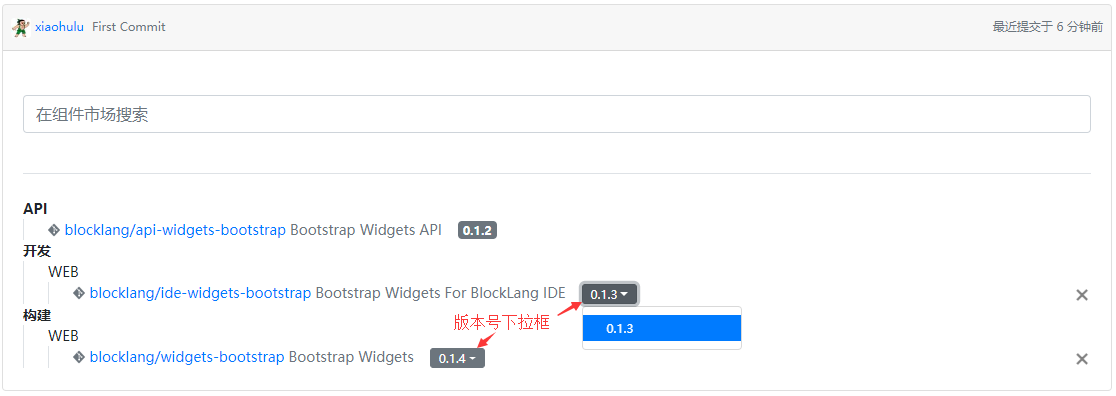 xiaohulu First Commit 最近提交于 6 分钟前
在组件市场搜索
API
blocklang/api-widgets-bootstrap Bootstrap Widgets API 0.1.2
开发
WEB
blocklang/ide-widgets-bootstrap Bootstrap Widgets For BlockLang IDE 0.1.3
0.1.3
构建
版本号下拉框
WEB
blocklang/widgets-bootstrap Bootstrap Widgets 0.1.4